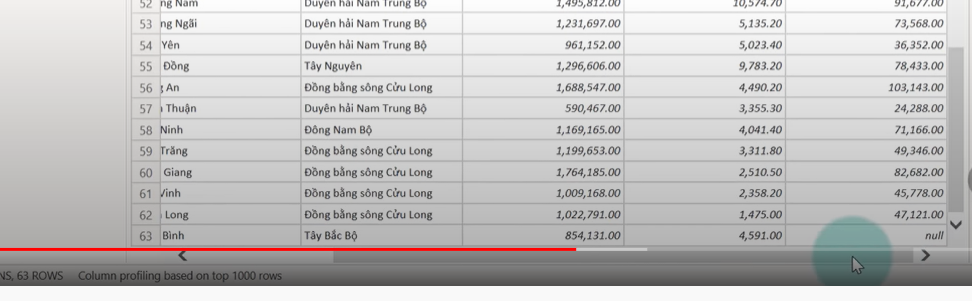 52 ng Nam Duyên hải Nam Trung Bộ 1,495,812.00 10,574.70 91,677.00
53 ng Ngãi Duyên hải Nam Trung Bộ 1,231,697.00 5,135.20 73,568.00
54 Yên Duyên hải Nam Trung Bộ 961,152.00 5,023.40 36,352.00
55 Đồng Tây Nguyên 1,296,606.00 9,783.20 78,433.00
56 An Đồng bằng sông Cửu Long 1,688,547.00 4,490.20 103,143.00
57 Thuận Duyên hải Nam Trung Bộ 590,467.00 3,355.30 24,288.00
58 Ninh Đông Nam Bộ 1,169,165.00 4,041.40 71,166.00
59 Trăng Đồng bằng sông Cửu Long 1,199,653.00 3,311.80 49,346.00
60 Giang Đồng bằng sông Cửu Long 1,764,185.00 2,510.50 82,682.00
61 Vinh Đồng bằng sông Cửu Long 1,009,168.00 2,358.20 45,778.00
62 Long Đồng bằng sông Cửu Long 1,022,791.00 1,475.00 47,121.00
63 Bình Tây Bắc Bộ 854,131.00 4,591.00 null
NS, 63 ROWS Column profiling based on top 1000 rows